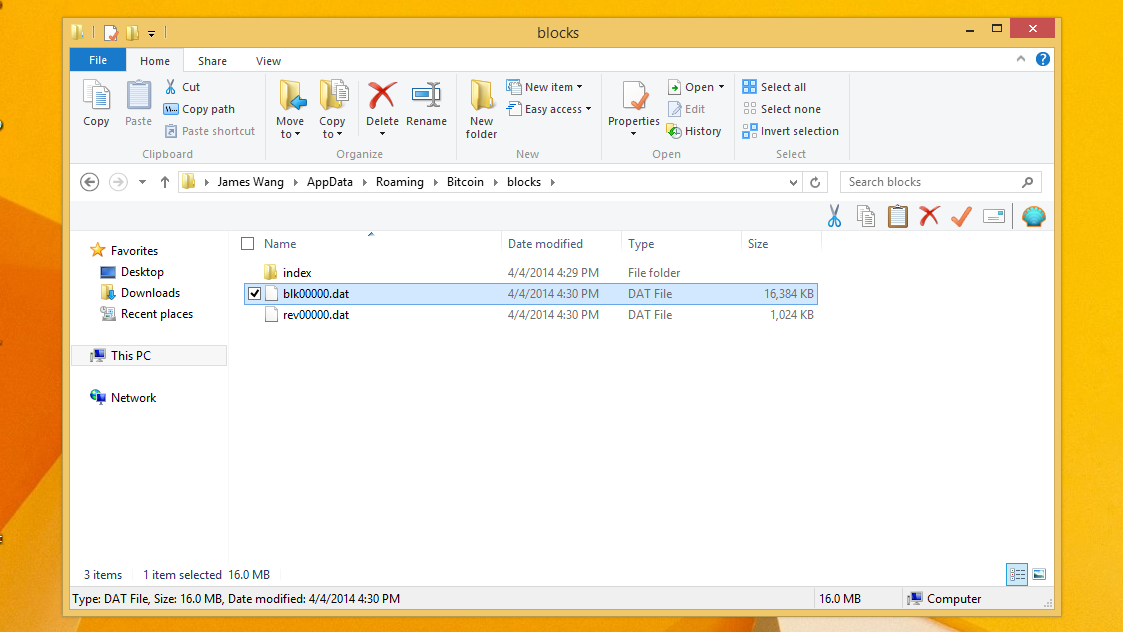 blocks
File Home Share View
Copy Paste Cut Copy path Paste shortcut Move to Copy to Delete Rename New folder New item Easy access Properties Open Edit History Select all Select none Invert selection
Clipboard Organize New Open Select
James Wang AppData Roaming Bitcoin blocks Search blocks
Name Date modified Type Size
Favorites
Desktop
Downloads
Recent places
This PC
Network
index 4/4/2014 4:29 PM File folder
blk00000.dat 4/4/2014 4:30 PM DAT File 16,384 KB
rev00000.dat 4/4/2014 4:30 PM DAT File 1,024 KB
3 items 1 item selected 16.0 MB
Type: DAT File, Size: 16.0 MB, Date modified: 4/4/2014 4:30 PM 16.0 MB Computer